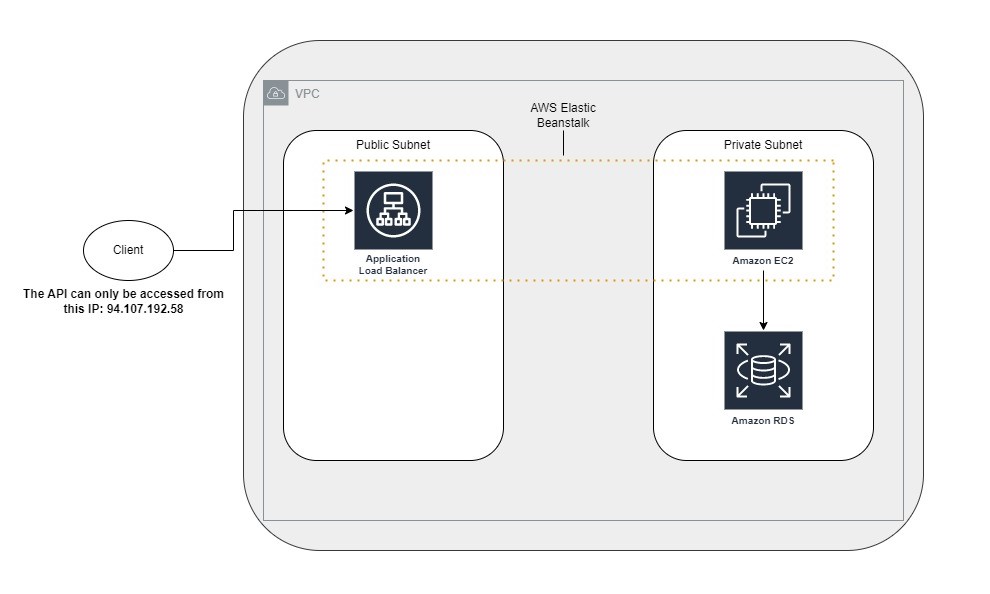 VPC
AWS Elastic
Beanstalk
Public Subnet
Private Subnet
Application
Load Balancer
Amazon EC2
Client
The API can only be accessed from
this IP: 94.107.192.58
Amazon RDS